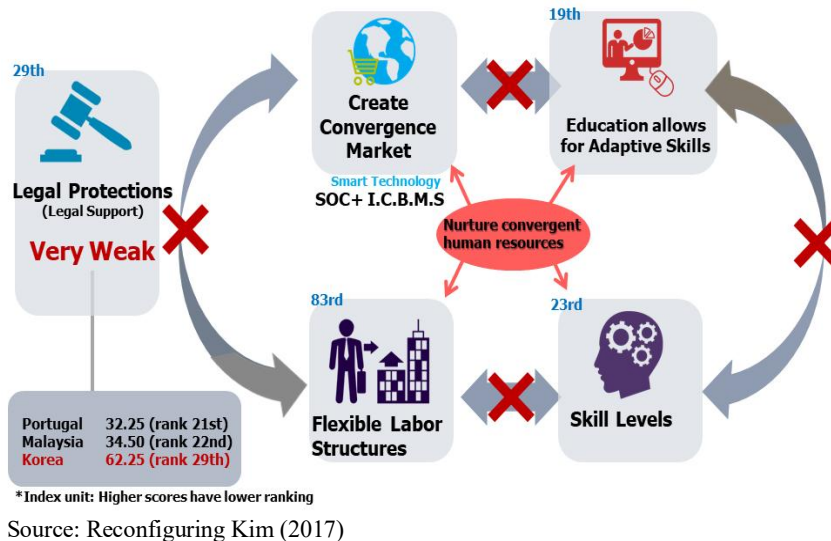 29th
Legal Protections
(Legal Support)
Very Weak
Create
Convergence
Market
Smart Technology
SOC+ I.C.B.M.S
19th
Education allows
for Adaptive Skills
Nurture convergent
human resources
83rd
Flexible Labor
Structures
23rd
Skill Levels
Portugal 32.25 (rank 21st)
Malaysia 34.50 (rank 22nd)
Korea 62.25 (rank 29th)
*Index unit: Higher scores have lower ranking
Source: Reconfiguring Kim (2017)